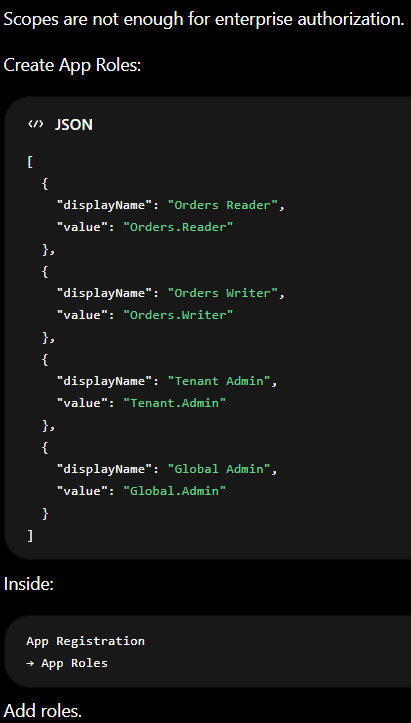 Scopes are not enough for enterprise authorization.
Create App Roles:
</> JSON
[
  {
    "displayName": "Orders Reader",
    "value": "Orders.Reader"
  },
  {
    "displayName": "Orders Writer",
    "value": "Orders.Writer"
  },
  {
    "displayName": "Tenant Admin",
    "value": "Tenant.Admin"
  },
  {
    "displayName": "Global Admin",
    "value": "Global.Admin"
  }
]
Inside:
App Registration
→ App Roles
Add roles.